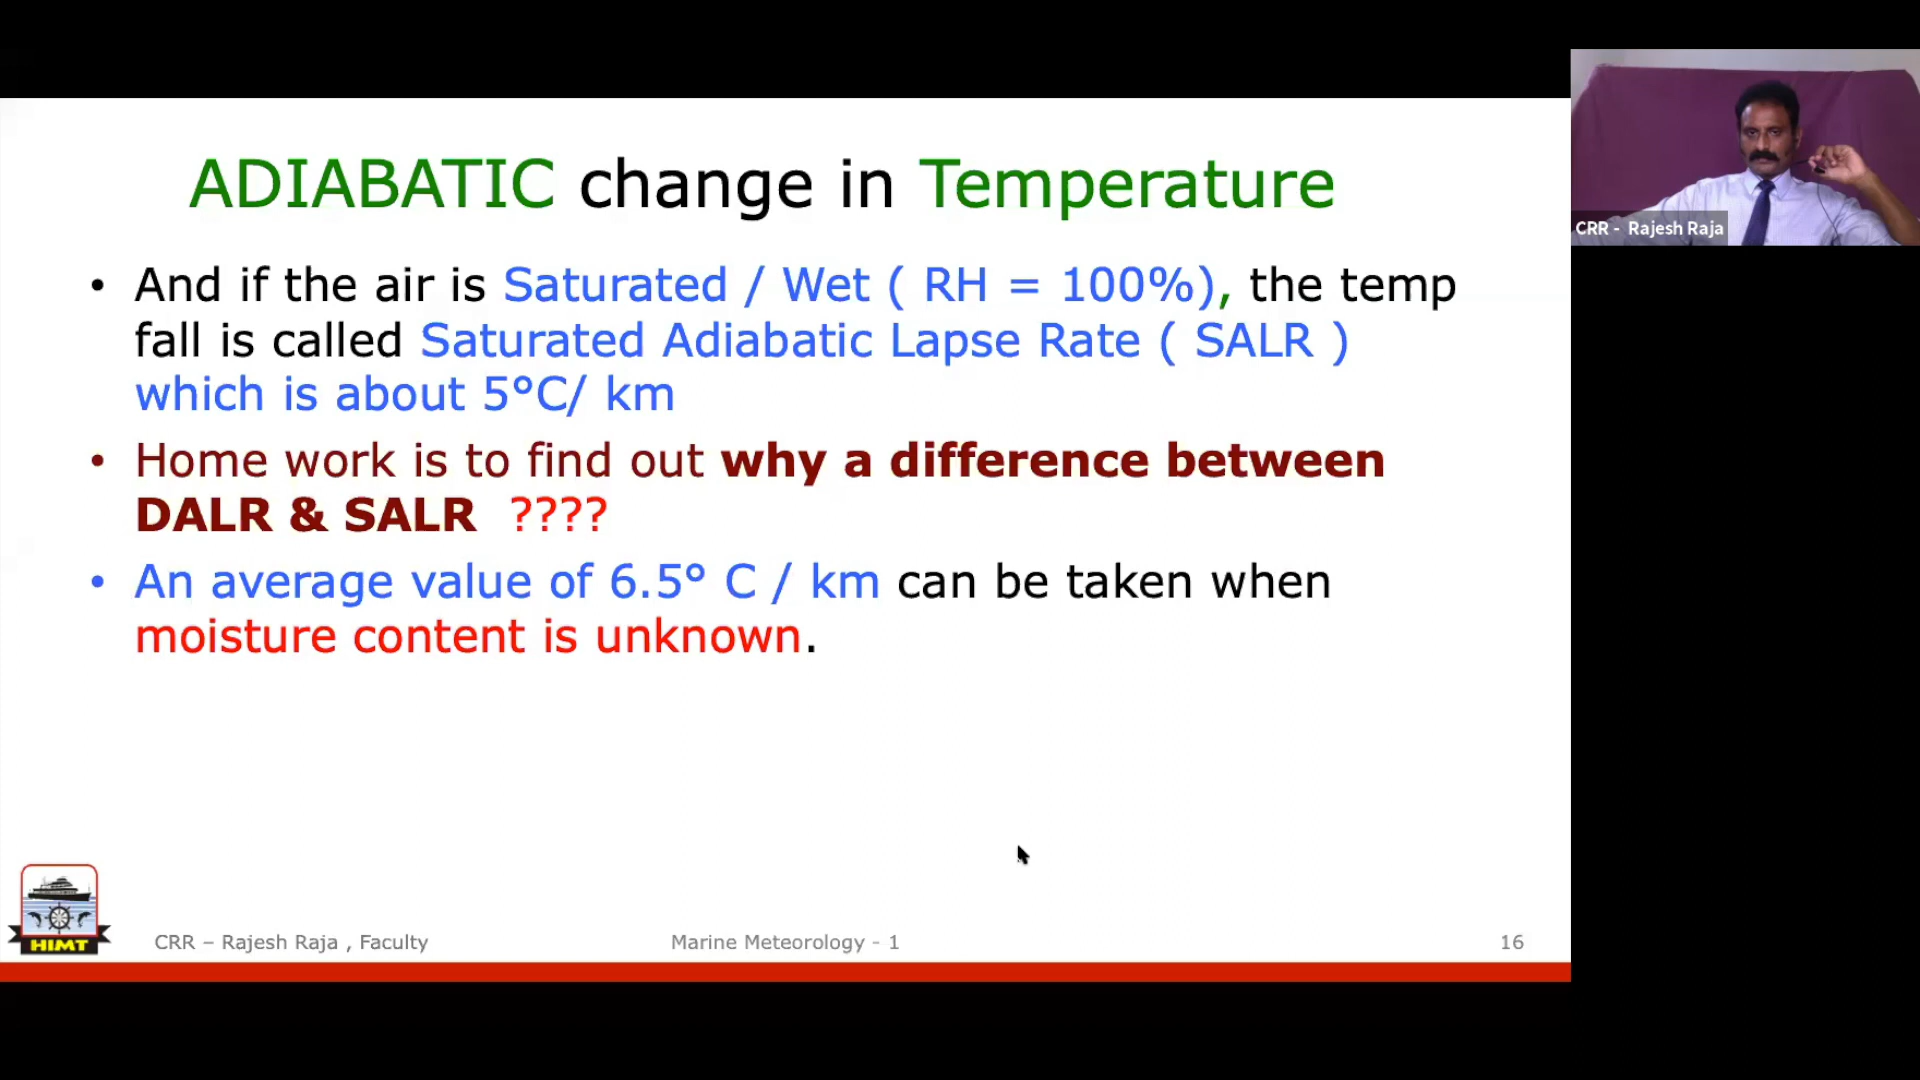 ADIABATIC change in Temperature
• And if the air is Saturated / Wet ( RH = 100%), the temp
fall is called Saturated Adiabatic Lapse Rate ( SALR )
which is about 5°C/ km
• Home work is to find out why a difference between
DALR & SALR ????
• An average value of 6.5° C / km can be taken when
moisture content is unknown.
HIMT
CRR – Rajesh Raja , Faculty
Marine Meteorology - 1
16
CRR - Rajesh Raja